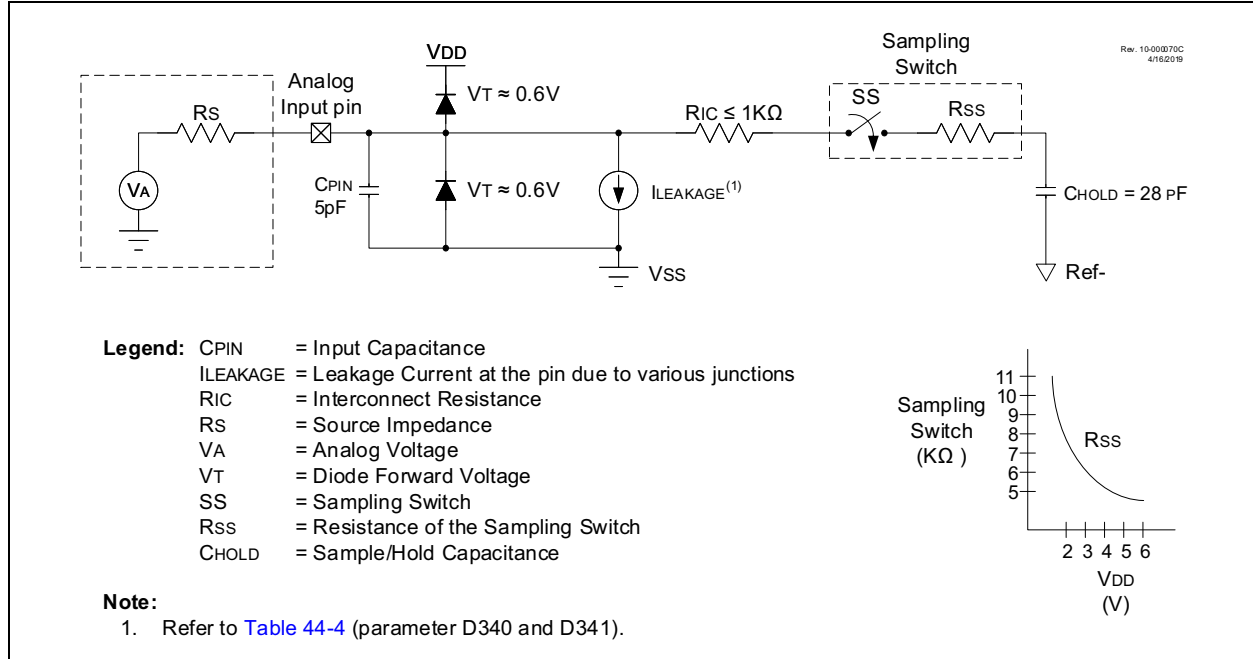 Rev. 10-000070C
4/16/2019
VDD
Sampling
Switch
Analog
Input pin
VT ≈ 0.6V
RS
RIC ≤ 1KΩ
SS
RSS
VA
CPIN
5pF
VT ≈ 0.6V
ILEAKAGE(1)
CHOLD = 28 PF
VSS
Ref-
Legend: CPIN = Input Capacitance
ILEAKAGE = Leakage Current at the pin due to various junctions
RIC = Interconnect Resistance
RS = Source Impedance
VA = Analog Voltage
VT = Diode Forward Voltage
SS = Sampling Switch
RSS = Resistance of the Sampling Switch
CHOLD = Sample/Hold Capacitance
Sampling
Switch
(KΩ )
11
10
9
8
7
6
5
RSS
2 3 4 5 6
VDD
(V)
Note:
1. Refer to Table 44-4 (parameter D340 and D341).